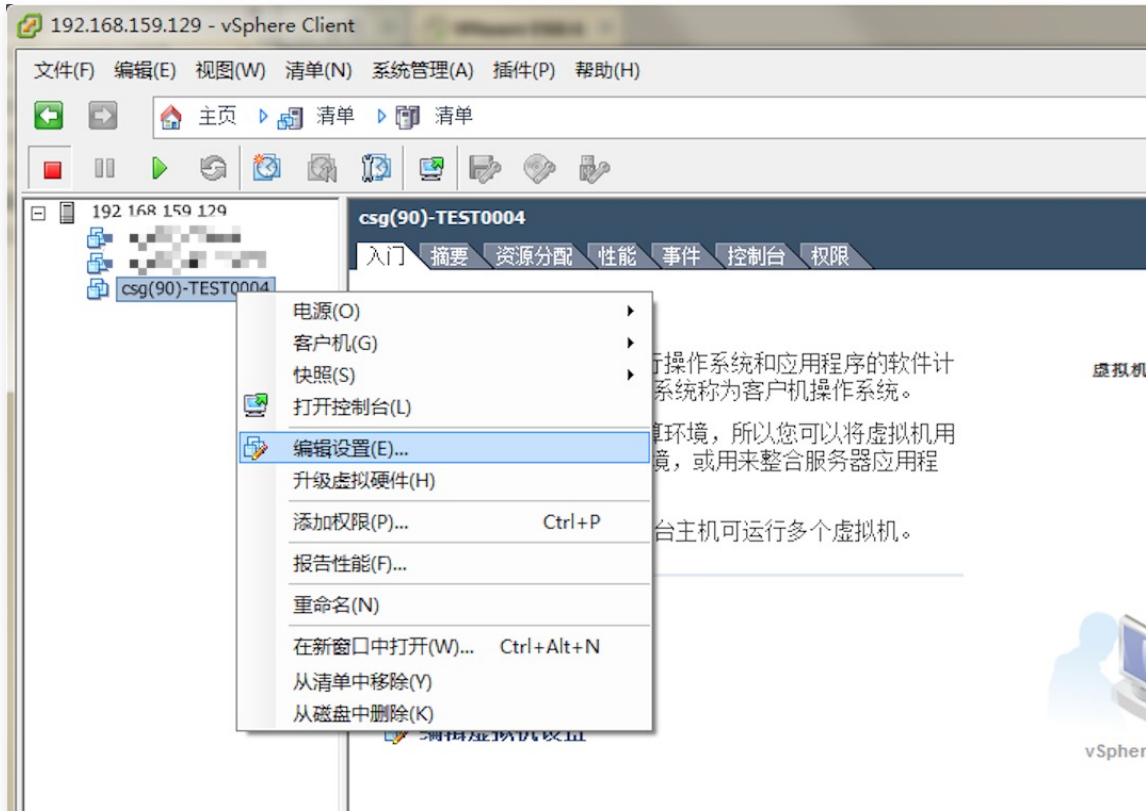 192.168.159.129 - vSphere Client
文件(F) 编辑(E) 视图(W) 清单(N) 系统管理(A) 插件(P) 帮助(H)
主页 清单 清单
192.168.159.129
csg(90)-TEST0004
csg(90)-TEST0004
入门 摘要 资源分配 性能 事件 控制台 权限
电源(O)
客户机(G)
快照(S)
打开控制台(L)
编辑设置(E)...
升级虚拟硬件(H)
添加权限(P)... Ctrl+P
报告性能(F)...
重命名(N)
在新窗口中打开(W)... Ctrl+Alt+N
从清单中移除(Y)
从磁盘中删除(K)
行操作系统和应用程序的软件计
系统称为客户机操作系统。
算环境，所以您可以将虚拟机用
境，或用来整合服务器应用程
台主机可运行多个虚拟机。
编辑虚拟机设置
虚拟机
vSpher